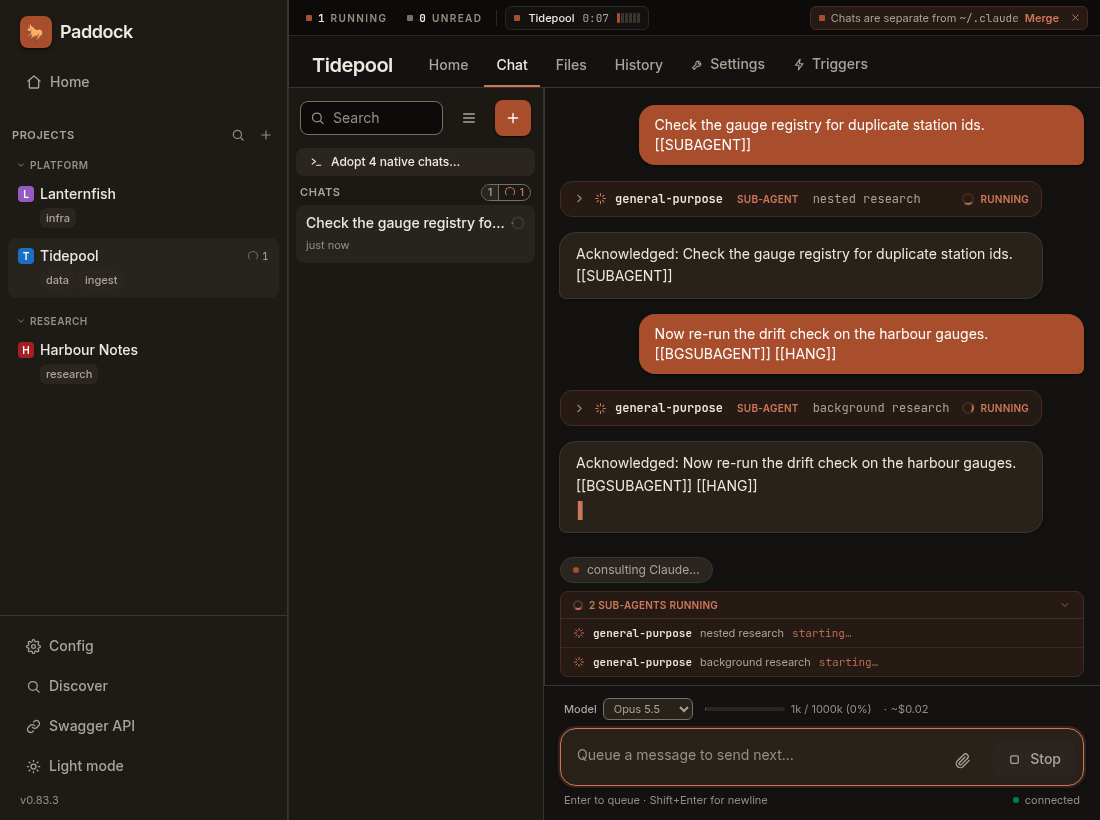 Paddock
Home
PROJECTS
PLATFORM
L Lanternfish
infra
T Tidepool 1
data ingest
RESEARCH
H Harbour Notes
research
Config
Discover
Swagger API
Light mode
v0.83.3
1 RUNNING 0 UNREAD Tidepool 0:07
Chats are separate from ~/.claude Merge ×
Tidepool Home Chat Files History Settings Triggers
Search
Adopt 4 native chats…
CHATS 1 1
Check the gauge registry fo…
just now
Check the gauge registry for duplicate station ids.
[[SUBAGENT]]
general-purpose SUB-AGENT nested research RUNNING
Acknowledged: Check the gauge registry for duplicate station ids.
[[SUBAGENT]]
Now re-run the drift check on the harbour gauges.
[[BGSUBAGENT]] [[HANG]]
general-purpose SUB-AGENT background research RUNNING
Acknowledged: Now re-run the drift check on the harbour gauges.
[[BGSUBAGENT]] [[HANG]]
consulting Claude…
2 SUB-AGENTS RUNNING
general-purpose nested research starting…
general-purpose background research starting…
Model Opus 5.5 1k / 1000k (0%) · ~$0.02
Queue a message to send next…
Stop
Enter to queue · Shift+Enter for newline
connected